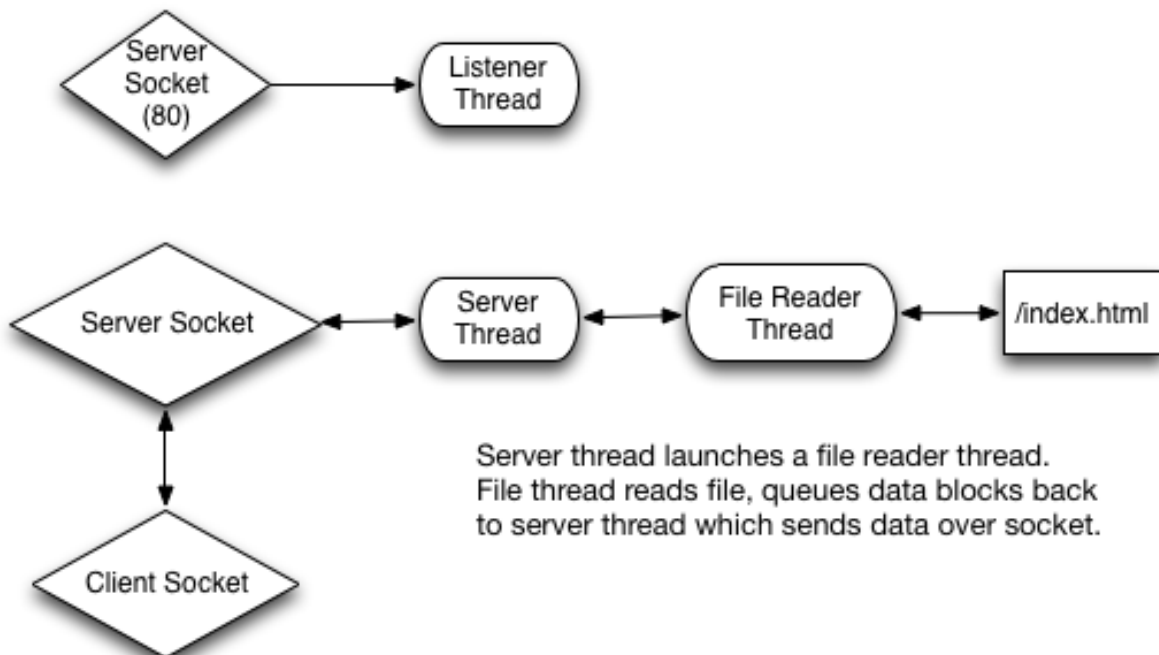 Server
Socket
(80)
Listener
Thread
Server Socket
Server
Thread
File Reader
Thread
/index.html
Server thread launches a file reader thread.
File thread reads file, queues data blocks back
to server thread which sends data over socket.
Client Socket